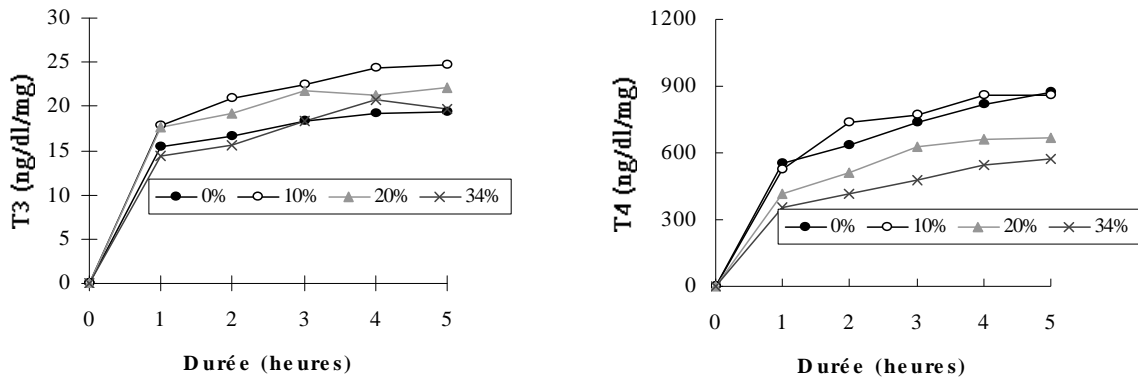 30
25
20
15
10
5
0
T3 (ng/dl/mg)
0% 10% 20% 34%
0 1 2 3 4 5
Durée (heures)
1200
900
600
300
0
T4 (ng/dl/mg)
0% 10% 20% 34%
0 1 2 3 4 5
Durée (heures)